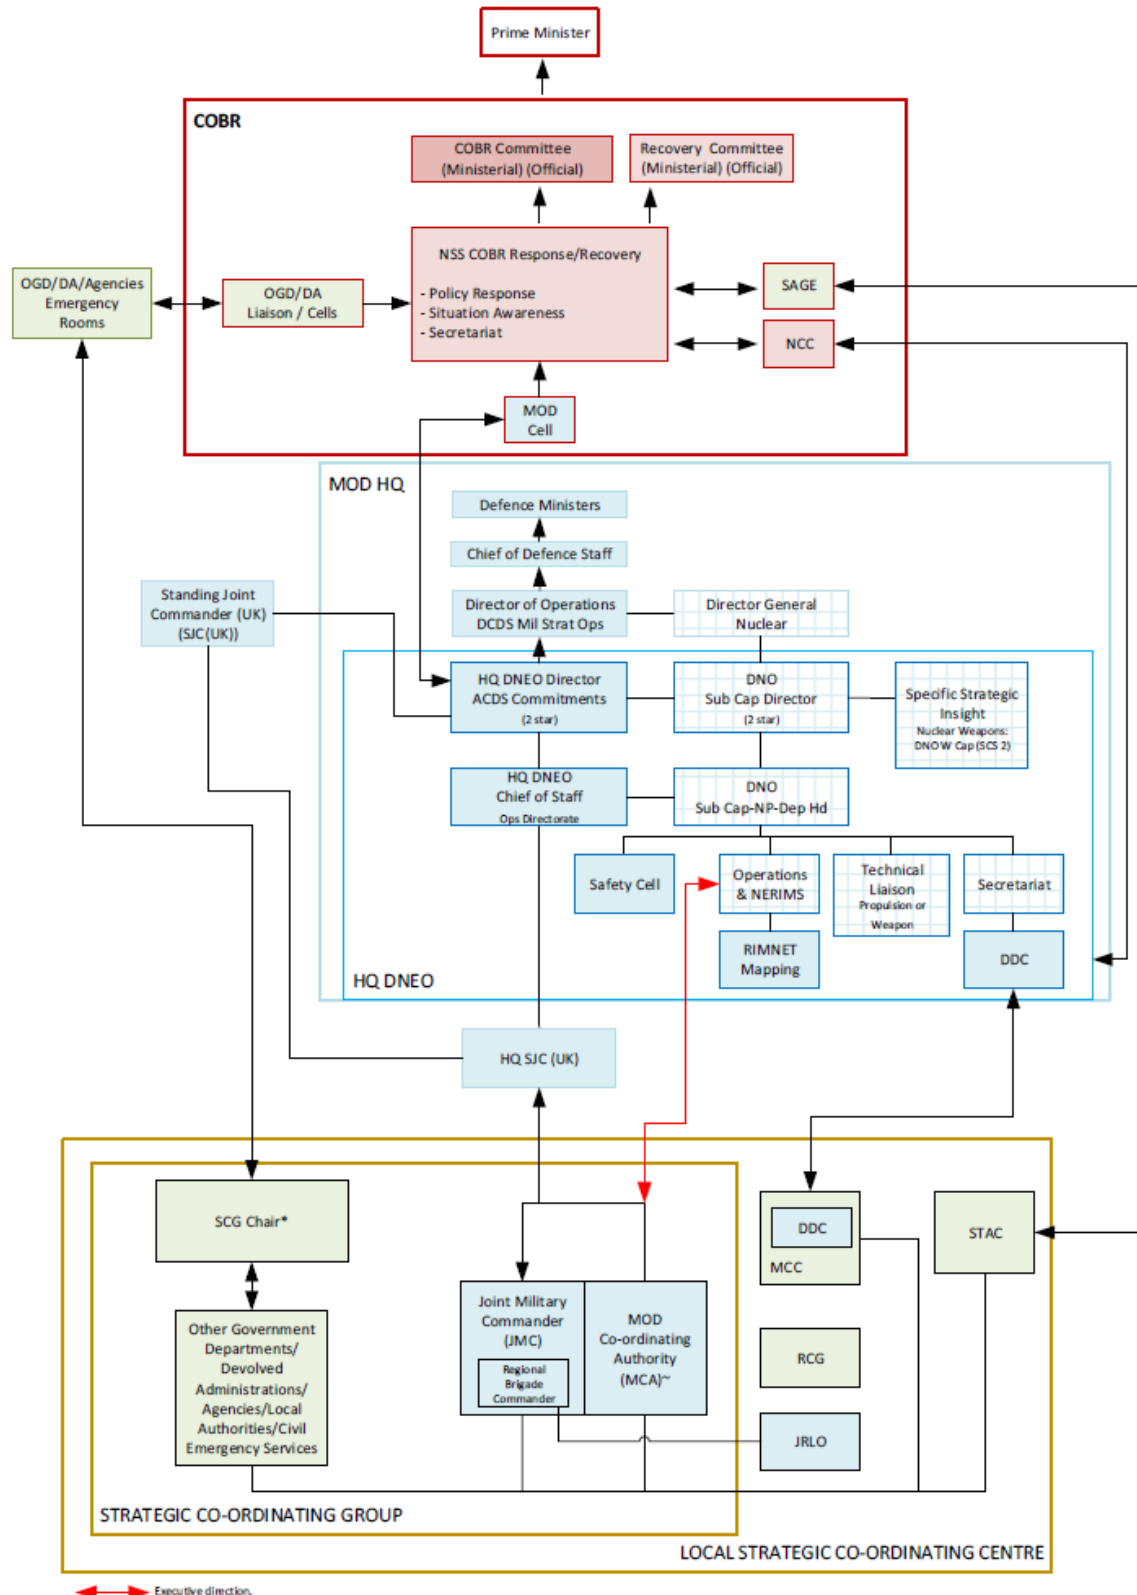 Prime Minister
COBR
COBR Committee
(Ministerial) (Official)
Recovery Committee
(Ministerial) (Official)
NSS COBR Response/Recovery
- Policy Response
- Situation Awareness
- Secretariat
OGD/DA/Agencies
Emergency
Rooms
OGD/DA
Liaison / Cells
SAGE
NCC
MOD
Cell
MOD HQ
Defence Ministers
Chief of Defence Staff
Standing Joint
Commander (UK)
(SJC(UK))
Director of Operations
DCDS Mil Strat Ops
Director General
Nuclear
HQ DNEO Director
ACDS Commitments
(2 star)
DNO
Sub Cap Director
(2 star)
Specific Strategic
Insight
Nuclear Weapons:
DNO W Cap (SCS 2)
HQ DNEO
Chief of Staff
Ops Directorate
DNO
Sub Cap-NP-Dep Hd
Safety Cell
Operations
& NERIMS
Technical
Liaison
Propulsion or
Weapon
Secretariat
RIMNET
Mapping
DDC
HQ DNEO
HQ SJC (UK)
SCG Chair*
DDC
MCC
STAC
Other Government
Departments/
Devolved
Administrations/
Agencies/Local
Authorities/Civil
Emergency Services
Joint Military
Commander
(JMC)
Regional
Brigade
Commander
MOD
Co-ordinating
Authority
(MCA)~
RCG
JRLO
STRATEGIC CO-ORDINATING GROUP
LOCAL STRATEGIC CO-ORDINATING CENTRE
Executive direction.